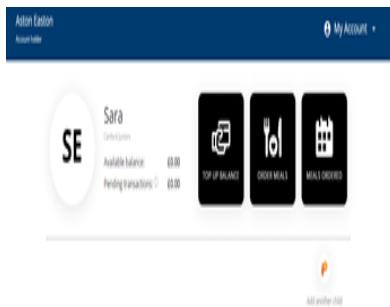 Aston Easton
Account holder
My Account
SE
Sara
Available balance: £0.00
Pending transactions: £0.00
TOP UP BALANCE
ORDER MEALS
MEALS ORDERED
Add another child